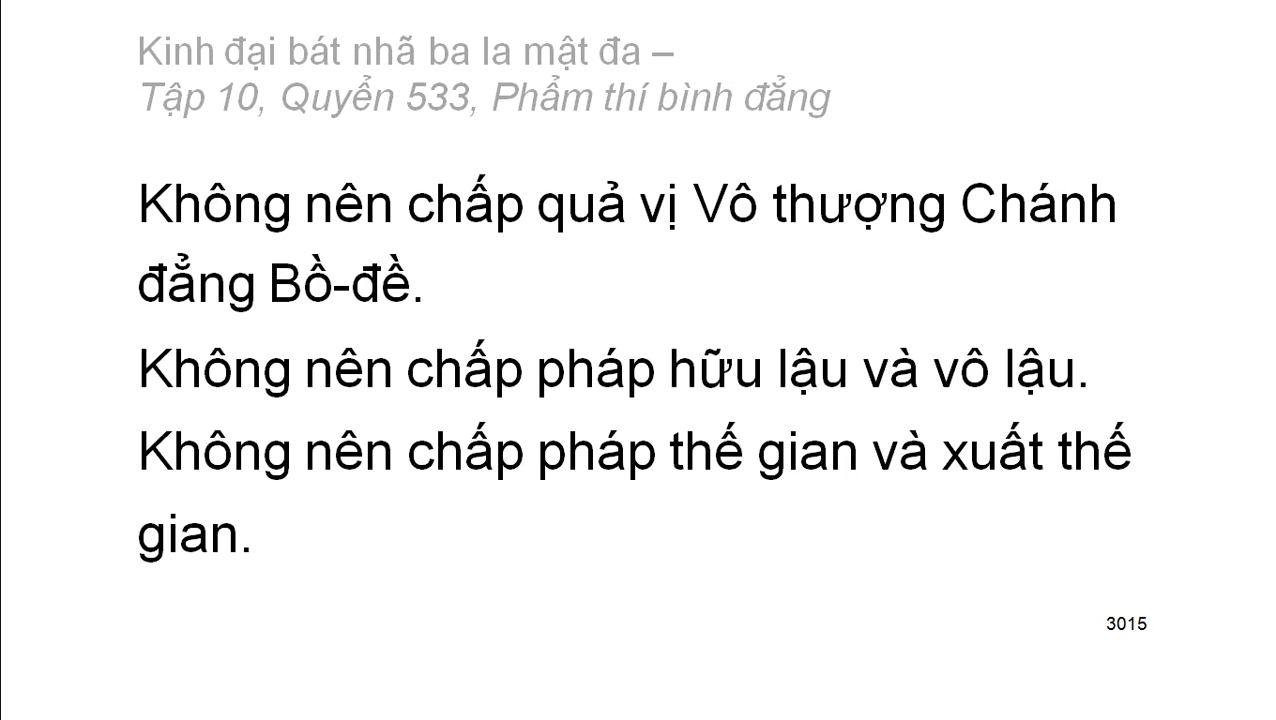 Kinh đại bát nhã ba la mật đa –
Tập 10, Quyển 533, Phẩm thí bình đẳng
Không nên chấp quả vị Vô thượng Chánh
đẳng Bồ-đề.
Không nên chấp pháp hữu lậu và vô lậu.
Không nên chấp pháp thế gian và xuất thế
gian.
3015